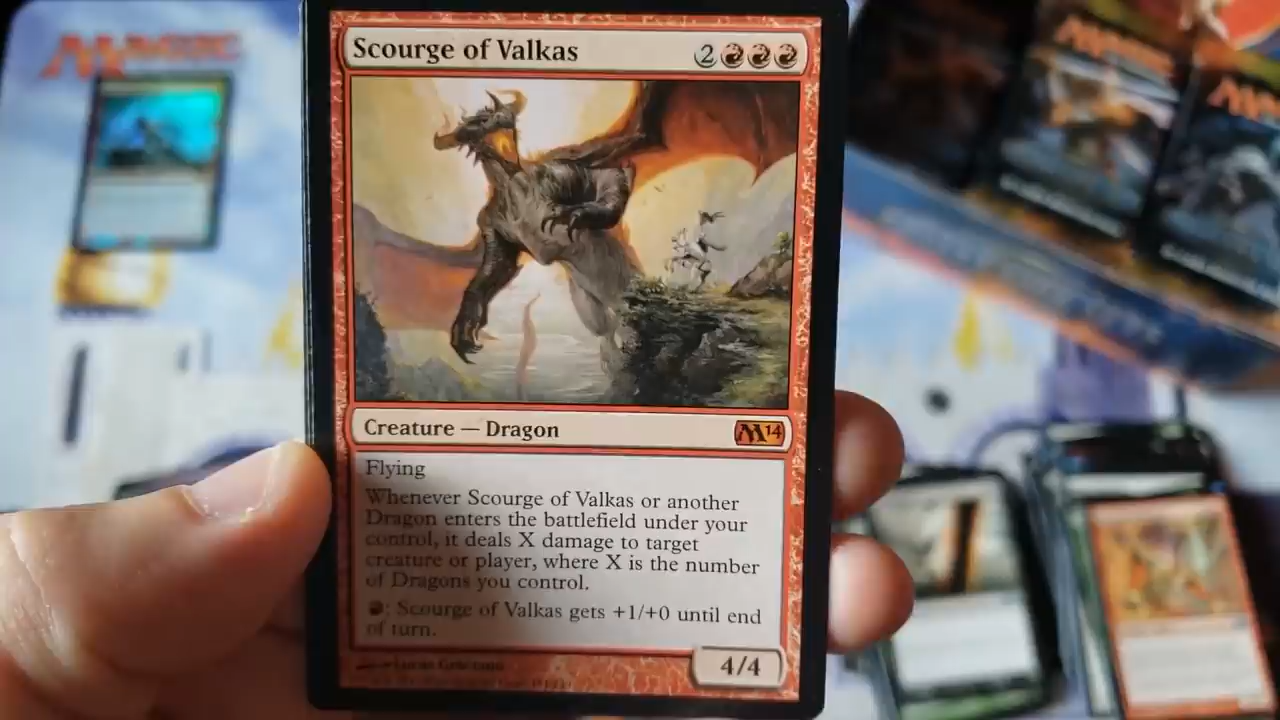 MAGIC
Scourge of Valkas 2
Creature — Dragon M14
Flying
Whenever Scourge of Valkas or another
Dragon enters the battlefield under your
control, it deals X damage to target
creature or player, where X is the number
of Dragons you control.
: Scourge of Valkas gets +1/+0 until end
of turn.
4/4